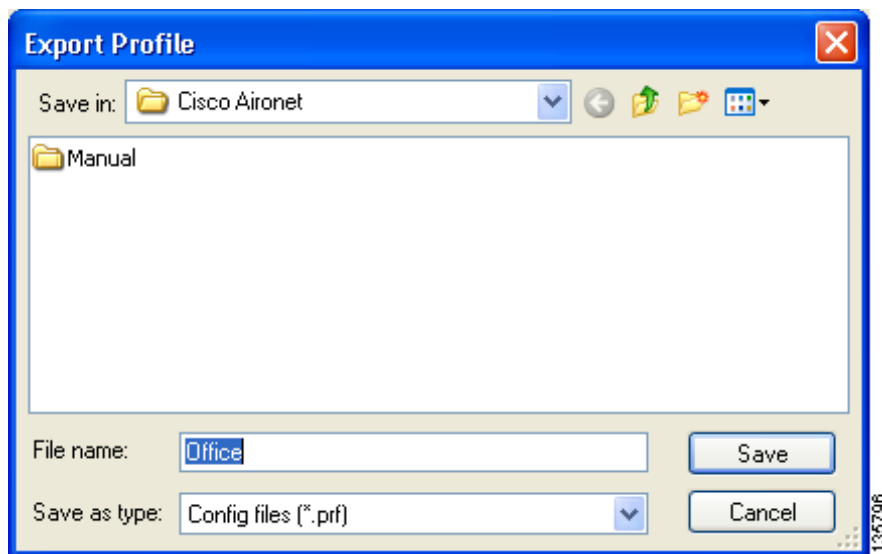 Export Profile
Save in: Cisco Aironet
Manual
File name: Office Save
Save as type: Config files (*.prf) Cancel
135796